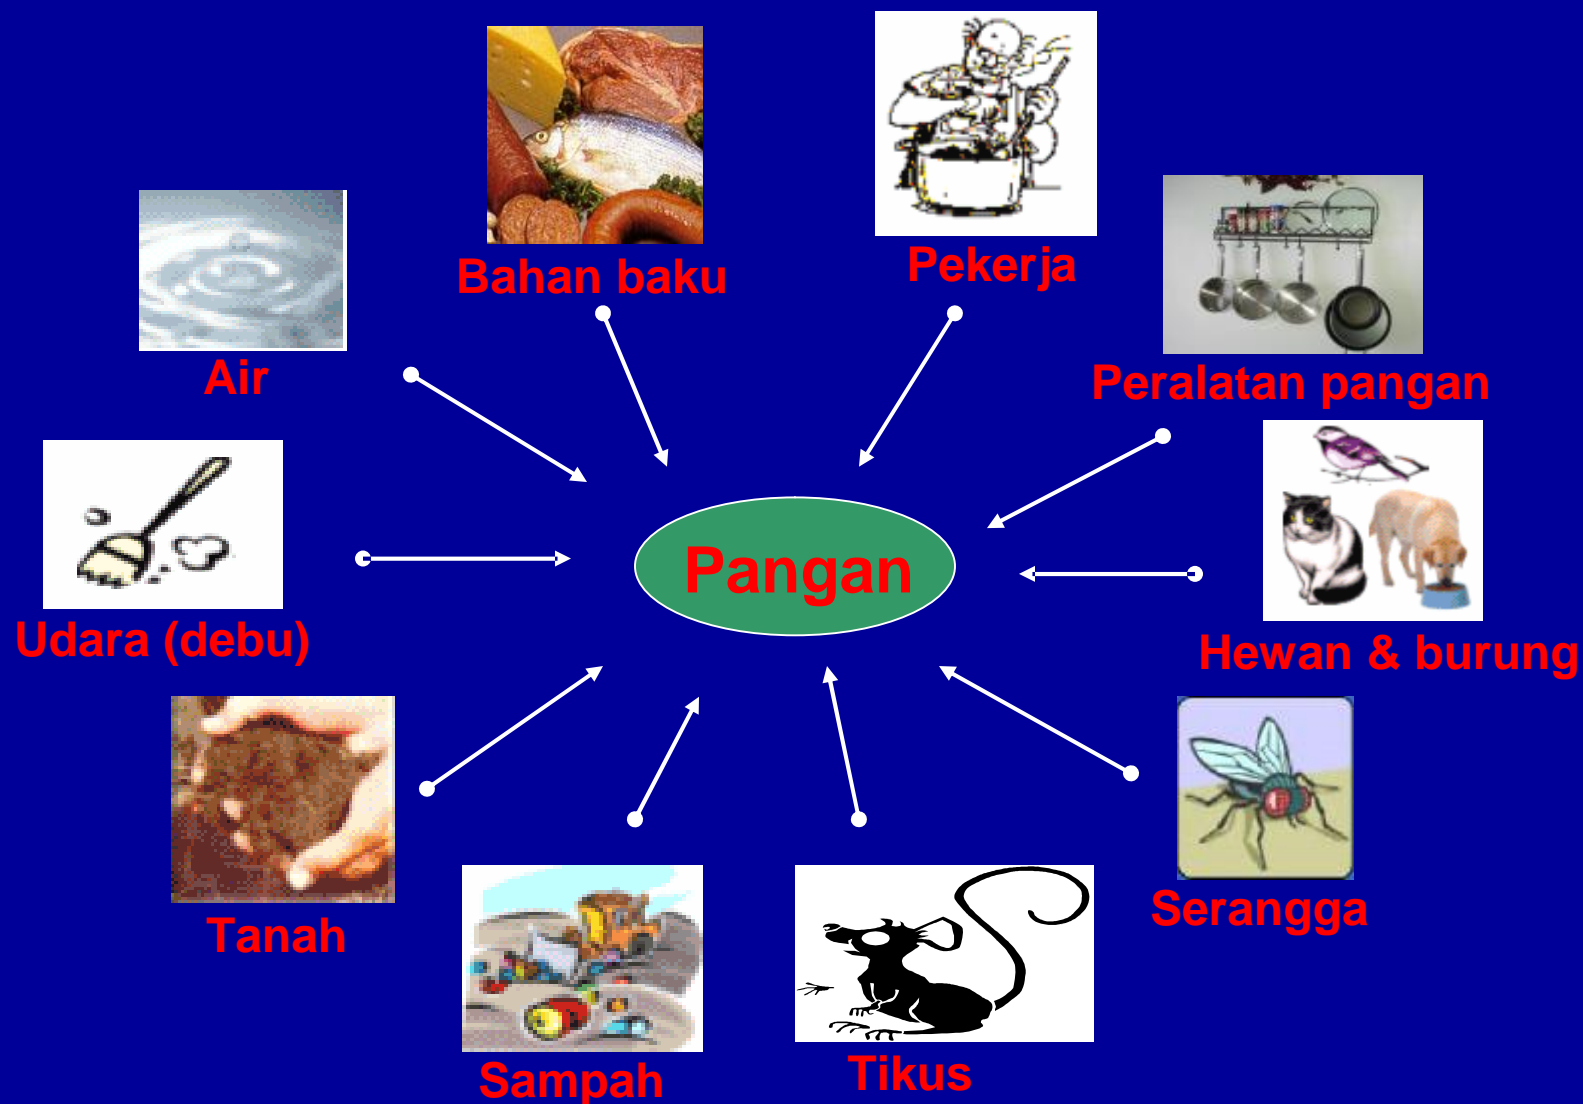 Bahan baku
Pekerja
Air
Peralatan pangan
Pangan
Udara (debu)
Hewan & burung
Tanah
Serangga
Sampah
Tikus